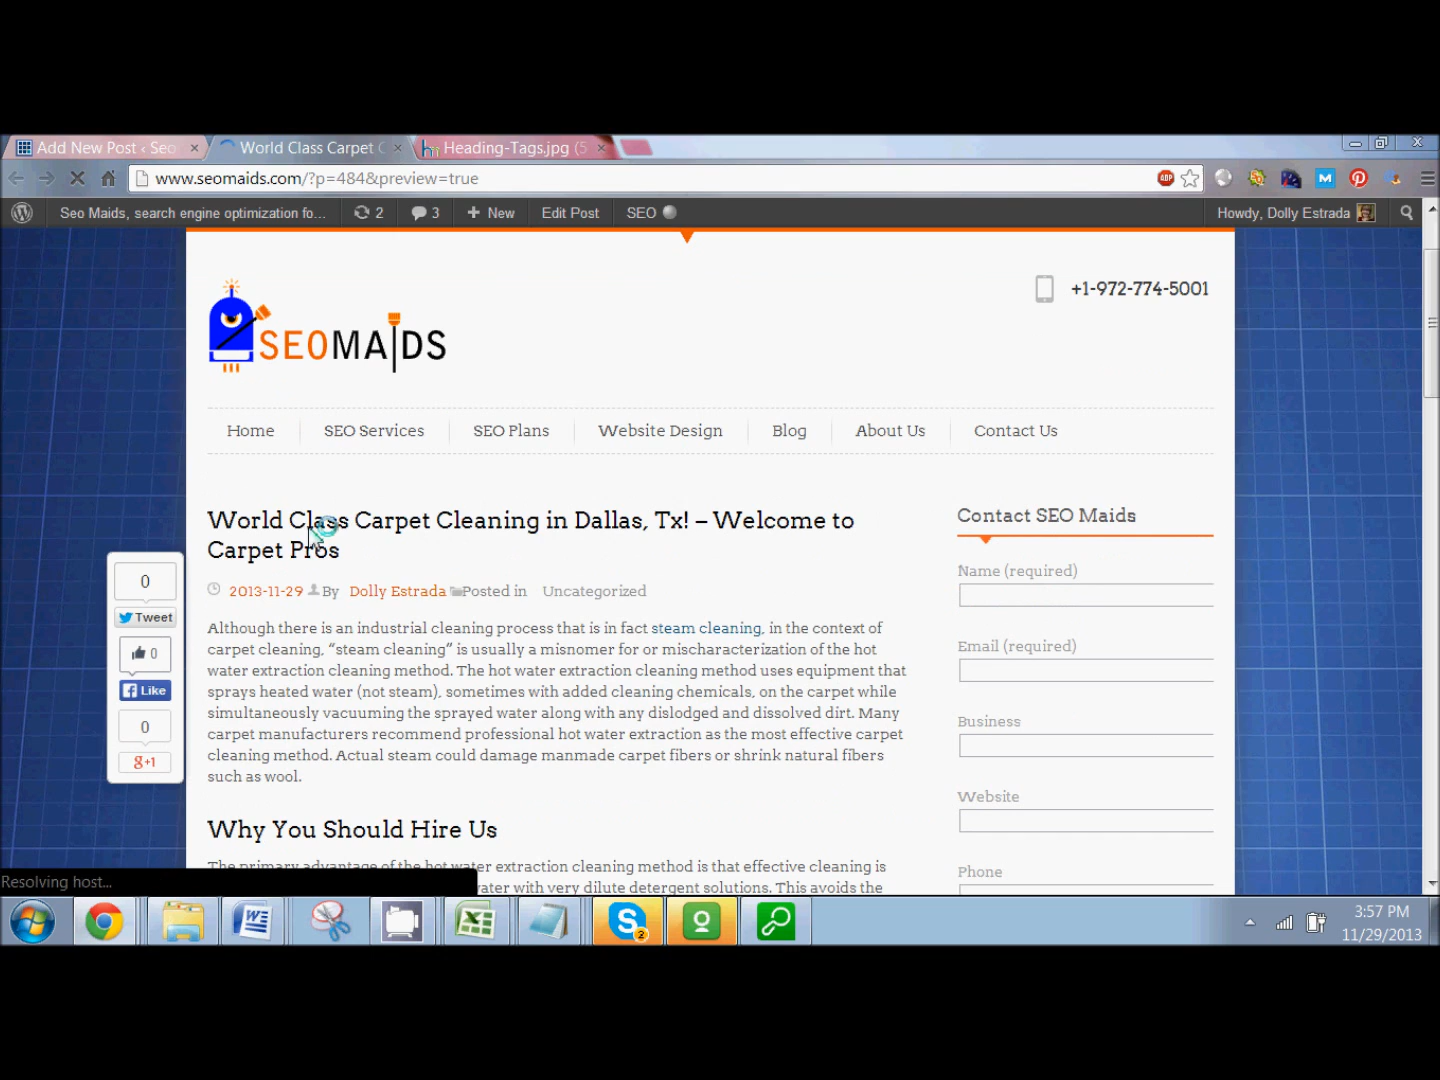 Add New Post ‹ Seo
World Class Carpet C
Heading-Tags.jpg (5
www.seomaids.com/?p=484&preview=true
ABP
M
Seo Maids, search engine optimization fo...
2
3
+ New
Edit Post
SEO
Howdy, Dolly Estrada
+1-972-774-5001
SEOMAIDS
Home
SEO Services
SEO Plans
Website Design
Blog
About Us
Contact Us
World Class Carpet Cleaning in Dallas, Tx! – Welcome to
Carpet Pros
2013-11-29 By Dolly Estrada Posted in Uncategorized
Although there is an industrial cleaning process that is in fact steam cleaning, in the context of
carpet cleaning, “steam cleaning” is usually a misnomer for or mischaracterization of the hot
water extraction cleaning method. The hot water extraction cleaning method uses equipment that
sprays heated water (not steam), sometimes with added cleaning chemicals, on the carpet while
simultaneously vacuuming the sprayed water along with any dislodged and dissolved dirt. Many
carpet manufacturers recommend professional hot water extraction as the most effective carpet
cleaning method. Actual steam could damage manmade carpet fibers or shrink natural fibers
such as wool.
Why You Should Hire Us
The primary advantage of the hot water extraction cleaning method is that effective cleaning is
water with very dilute detergent solutions. This avoids the
Contact SEO Maids
Name (required)
Email (required)
Business
Website
Phone
0
Tweet
0
Like
0
g+1
Resolving host...
2
3:57 PM
11/29/2013